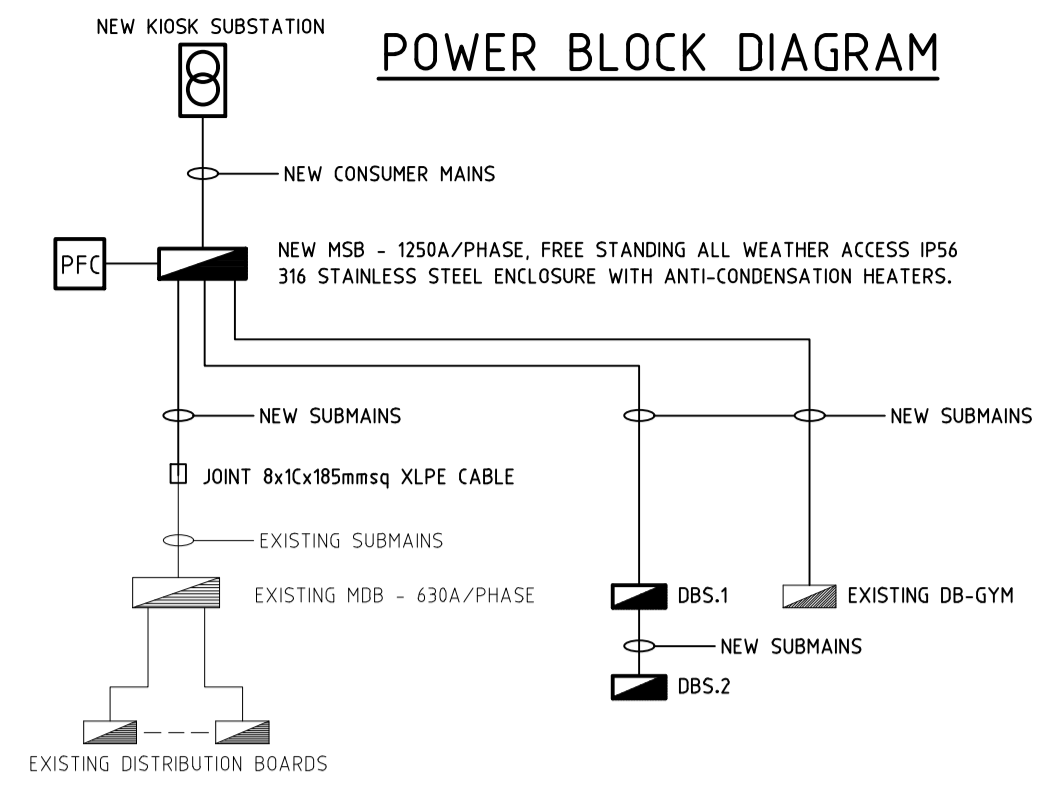 NEW KIOSK SUBSTATION
POWER BLOCK DIAGRAM
NEW CONSUMER MAINS
PFC
NEW MSB - 1250A/PHASE, FREE STANDING ALL WEATHER ACCESS IP56
316 STAINLESS STEEL ENCLOSURE WITH ANTI-CONDENSATION HEATERS.
NEW SUBMAINS
NEW SUBMAINS
JOINT 8x1Cx185mmsq XLPE CABLE
EXISTING SUBMAINS
EXISTING MDB - 630A/PHASE
DBS.1
EXISTING DB-GYM
NEW SUBMAINS
DBS.2
EXISTING DISTRIBUTION BOARDS